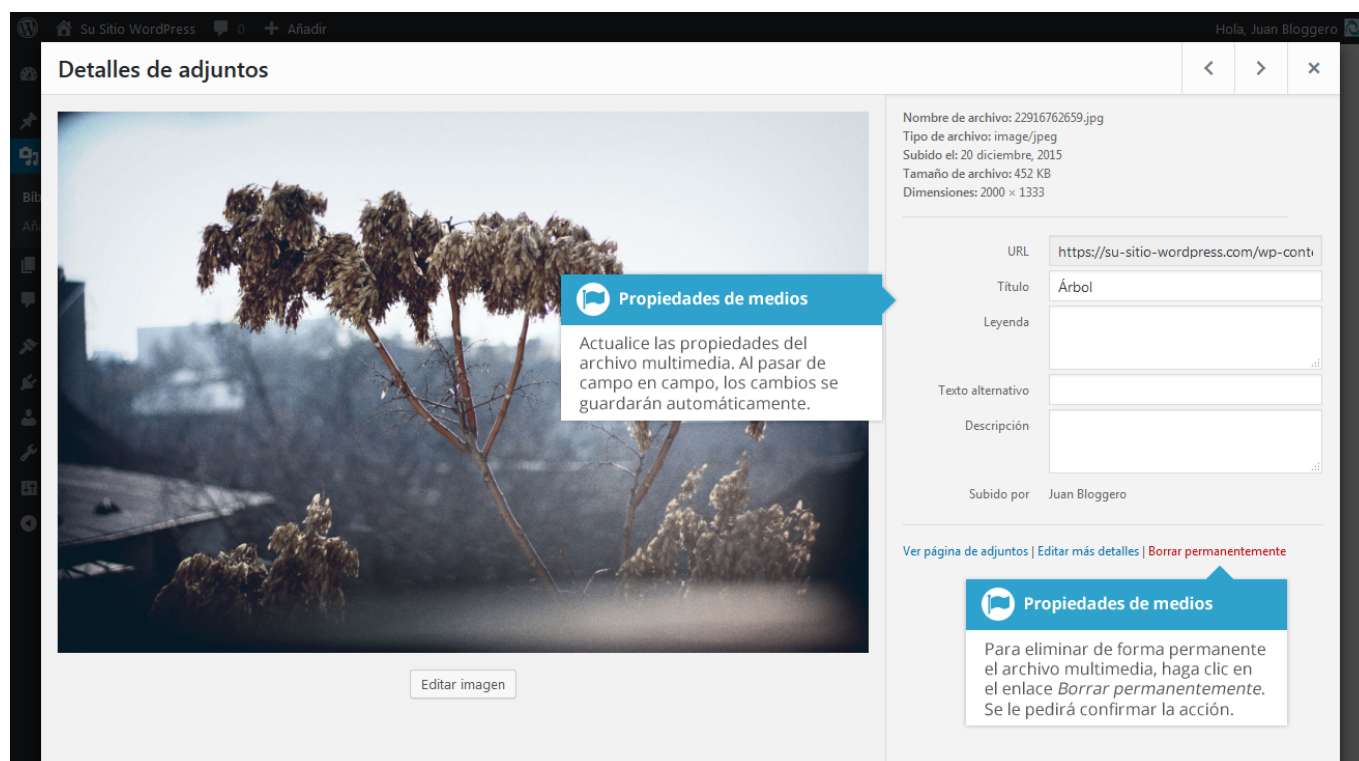 Su Sitio WordPress 0 + Añadir
Hola, Juan Bloggero
Detalles de adjuntos
Bib
Aña
Nombre de archivo: 22916762659.jpg
Tipo de archivo: image/jpeg
Subido el: 20 diciembre, 2015
Tamaño de archivo: 452 KB
Dimensiones: 2000 × 1333
URL https://su-sitio-wordpress.com/wp-conte
Título Árbol
Leyenda
Texto alternativo
Descripción
Subido por Juan Bloggero
Propiedades de medios
Actualice las propiedades del
archivo multimedia. Al pasar de
campo en campo, los cambios se
guardarán automáticamente.
Ver página de adjuntos | Editar más detalles | Borrar permanentemente
Propiedades de medios
Para eliminar de forma permanente
el archivo multimedia, haga clic en
el enlace Borrar permanentemente.
Se le pedirá confirmar la acción.
Editar imagen